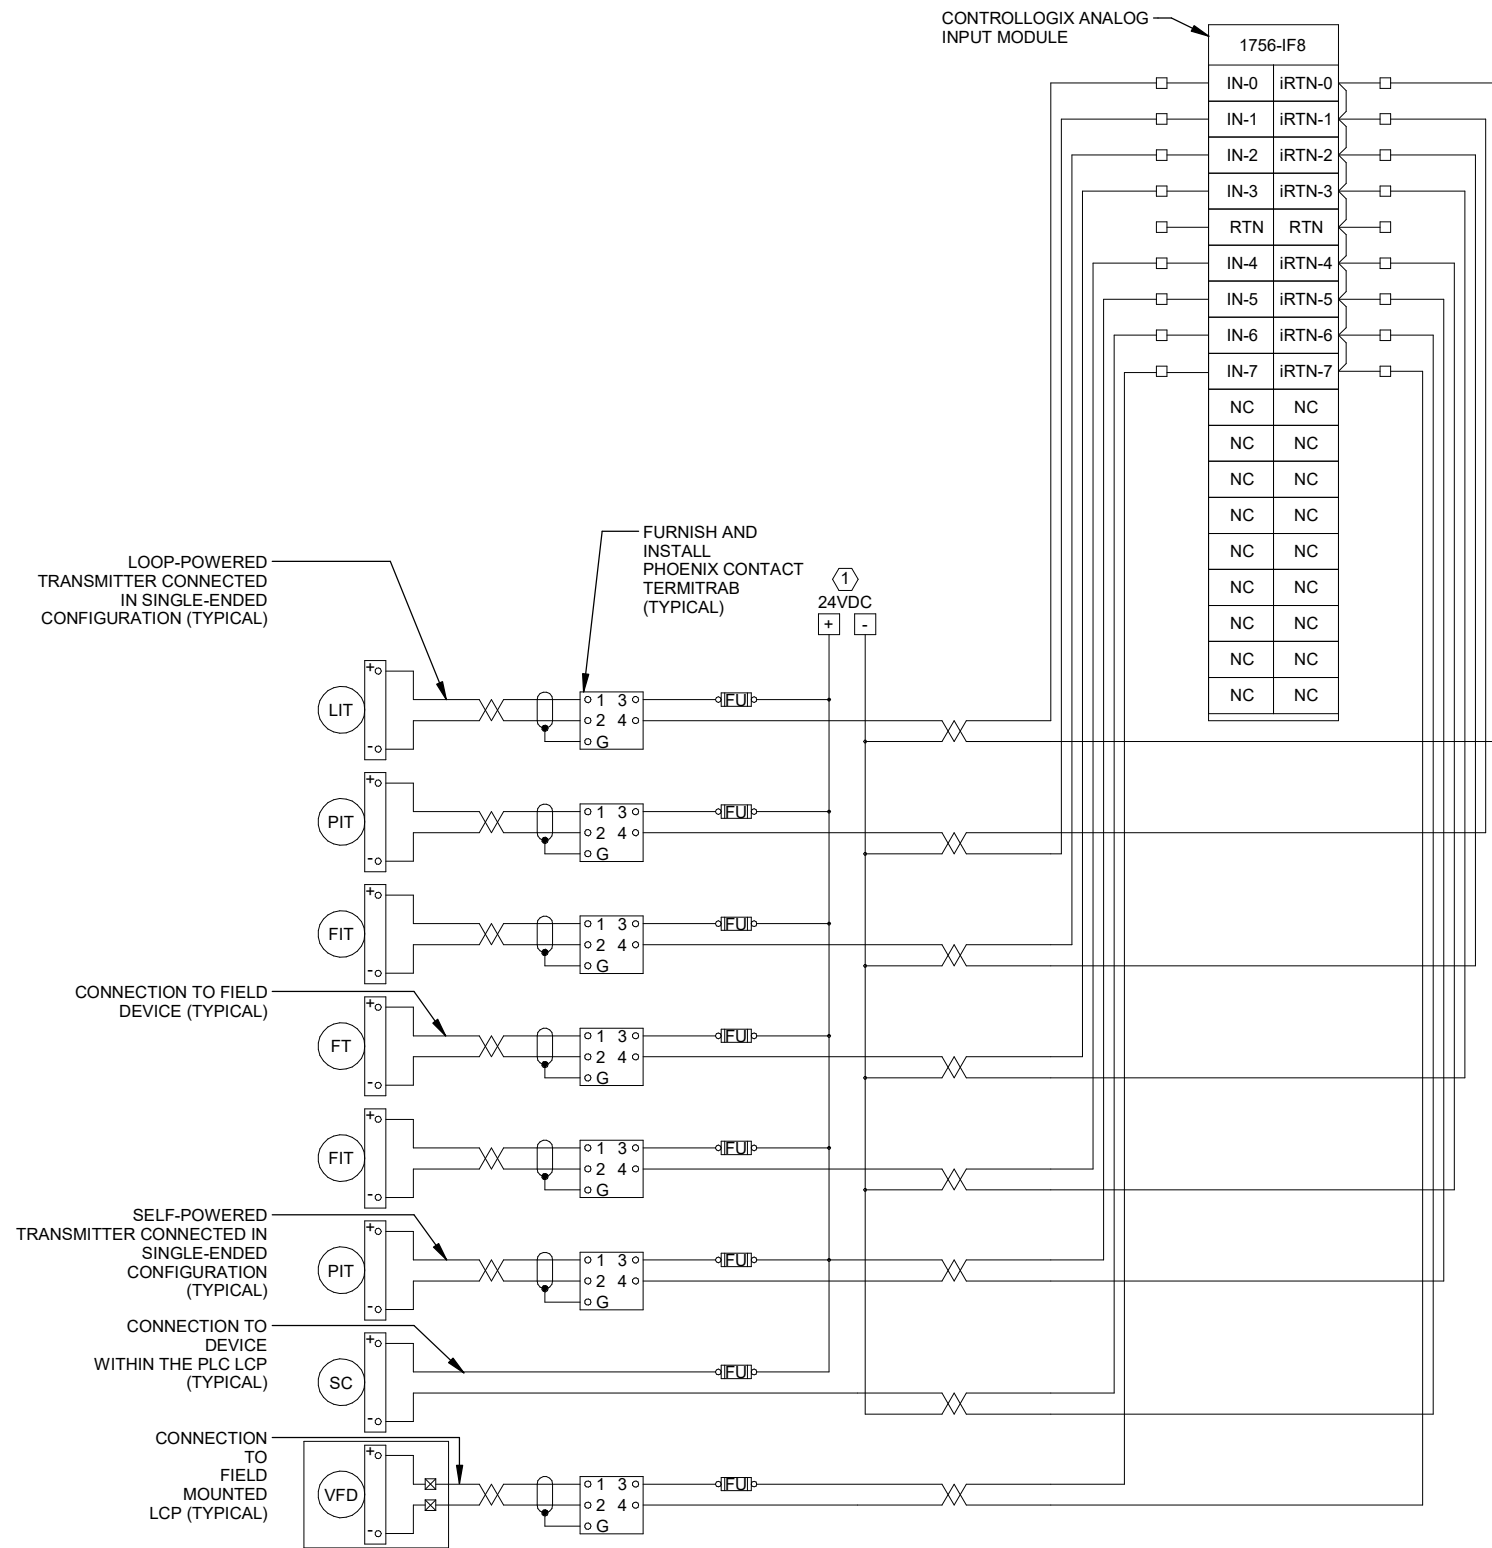 CONTROLLOGIX ANALOG
INPUT MODULE
1756-IF8
IN-0 iRTN-0
IN-1 iRTN-1
IN-2 iRTN-2
IN-3 iRTN-3
RTN RTN
IN-4 iRTN-4
IN-5 iRTN-5
IN-6 iRTN-6
IN-7 iRTN-7
NC NC
NC NC
NC NC
NC NC
NC NC
NC NC
NC NC
NC NC
NC NC
FURNISH AND
INSTALL
PHOENIX CONTACT
TERMITRAB
(TYPICAL)
1
24VDC
+ -
LOOP-POWERED
TRANSMITTER CONNECTED
IN SINGLE-ENDED
CONFIGURATION (TYPICAL)
+
LIT
-
1 3
2 4
G
FU
+
PIT
-
1 3
2 4
G
FU
+
FIT
-
1 3
2 4
G
FU
CONNECTION TO FIELD
DEVICE (TYPICAL)
+
FT
-
1 3
2 4
G
FU
+
FIT
-
1 3
2 4
G
FU
SELF-POWERED
TRANSMITTER CONNECTED IN
SINGLE-ENDED
CONFIGURATION
(TYPICAL)
+
PIT
-
1 3
2 4
G
FU
CONNECTION TO
DEVICE
WITHIN THE PLC LCP
(TYPICAL)
+
SC
-
FU
CONNECTION
TO
FIELD
MOUNTED
LCP (TYPICAL)
+
VFD
-
1 3
2 4
G
FU